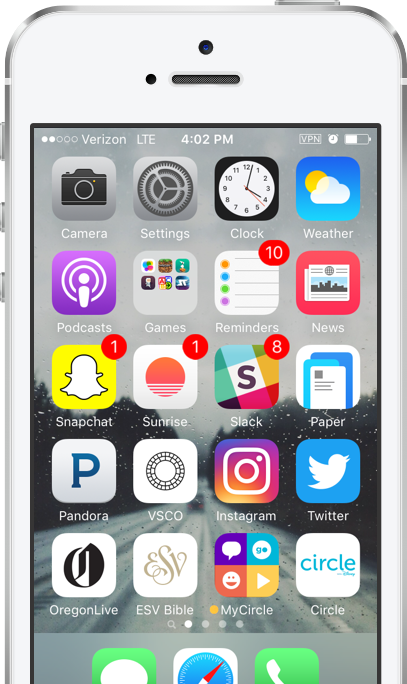 Verizon LTE 4:02 PM VPN
Camera Settings Clock Weather
10
Podcasts Games Reminders News
1 1 8
S
Snapchat Sunrise Slack Paper
P
Pandora VSCO Instagram Twitter
O ESV go circle
OregonLive ESV Bible MyCircle Circle